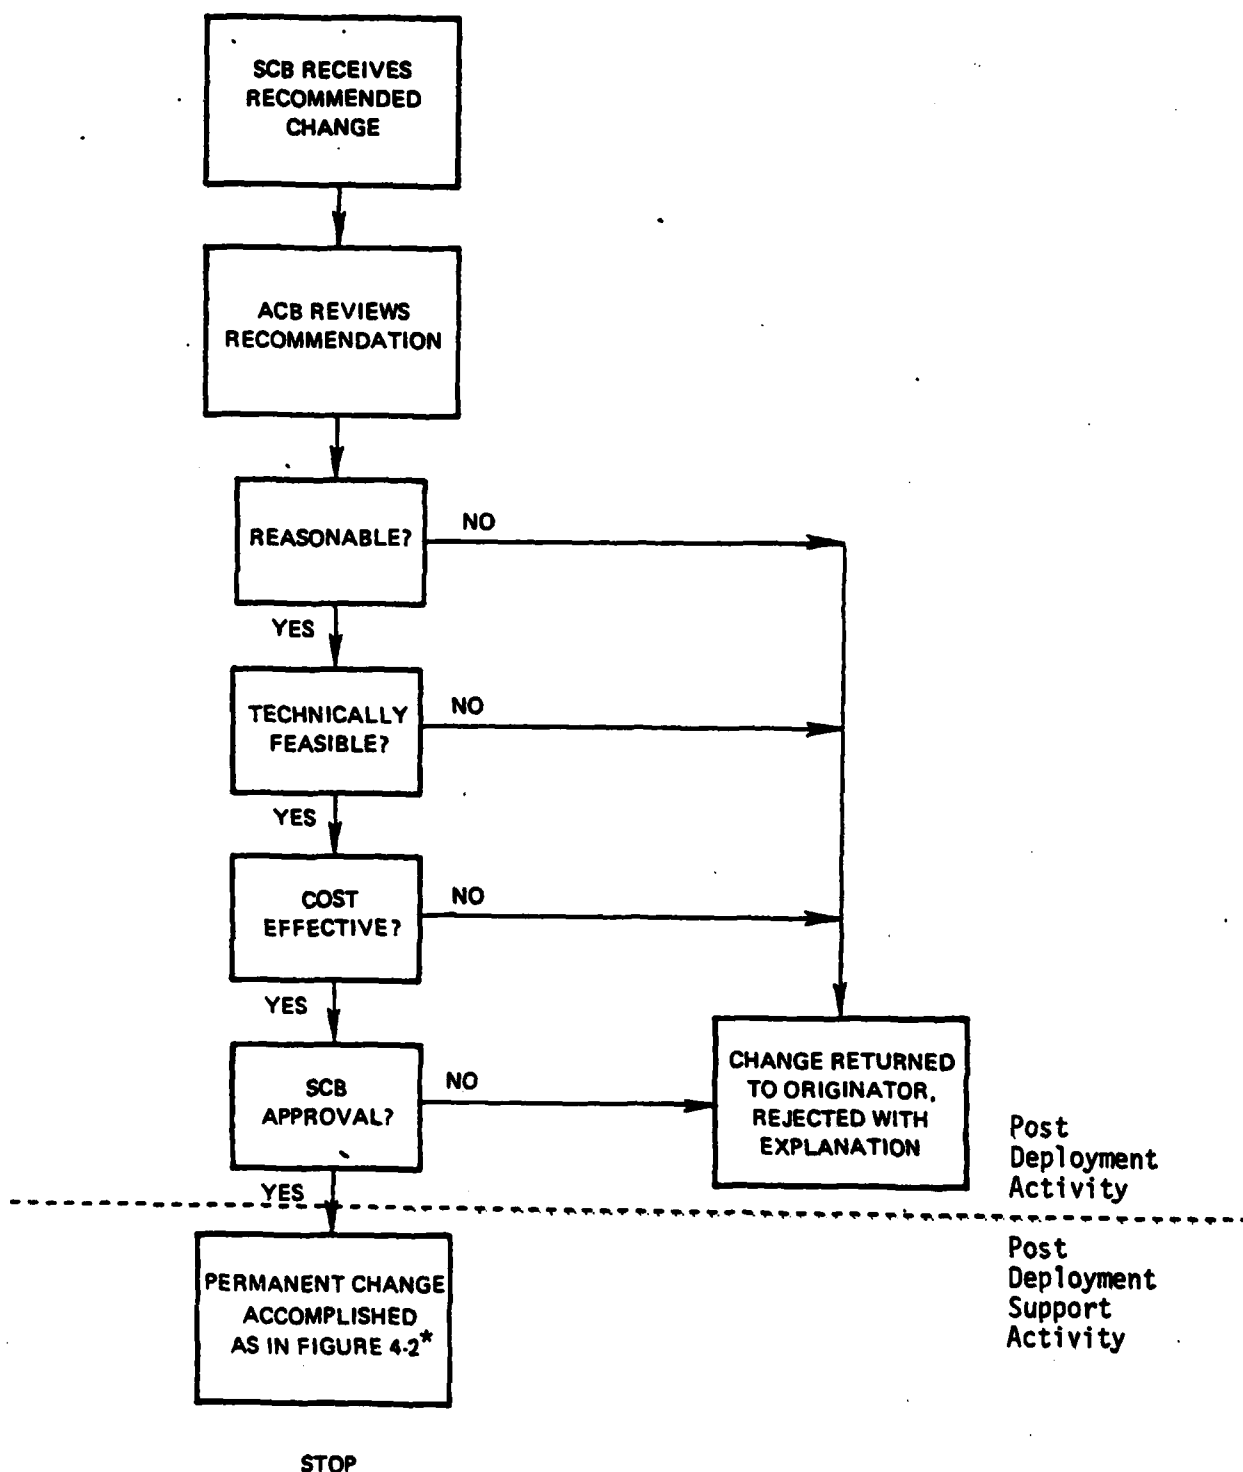 SCB RECEIVES
RECOMMENDED
CHANGE
ACB REVIEWS
RECOMMENDATION
REASONABLE?
NO
YES
TECHNICALLY
FEASIBLE?
NO
YES
COST
EFFECTIVE?
NO
YES
SCB
APPROVAL?
NO
YES
CHANGE RETURNED
TO ORIGINATOR,
REJECTED WITH
EXPLANATION
Post
Deployment
Activity
Post
Deployment
Support
Activity
PERMANENT CHANGE
ACCOMPLISHED
AS IN FIGURE 4-2*
STOP